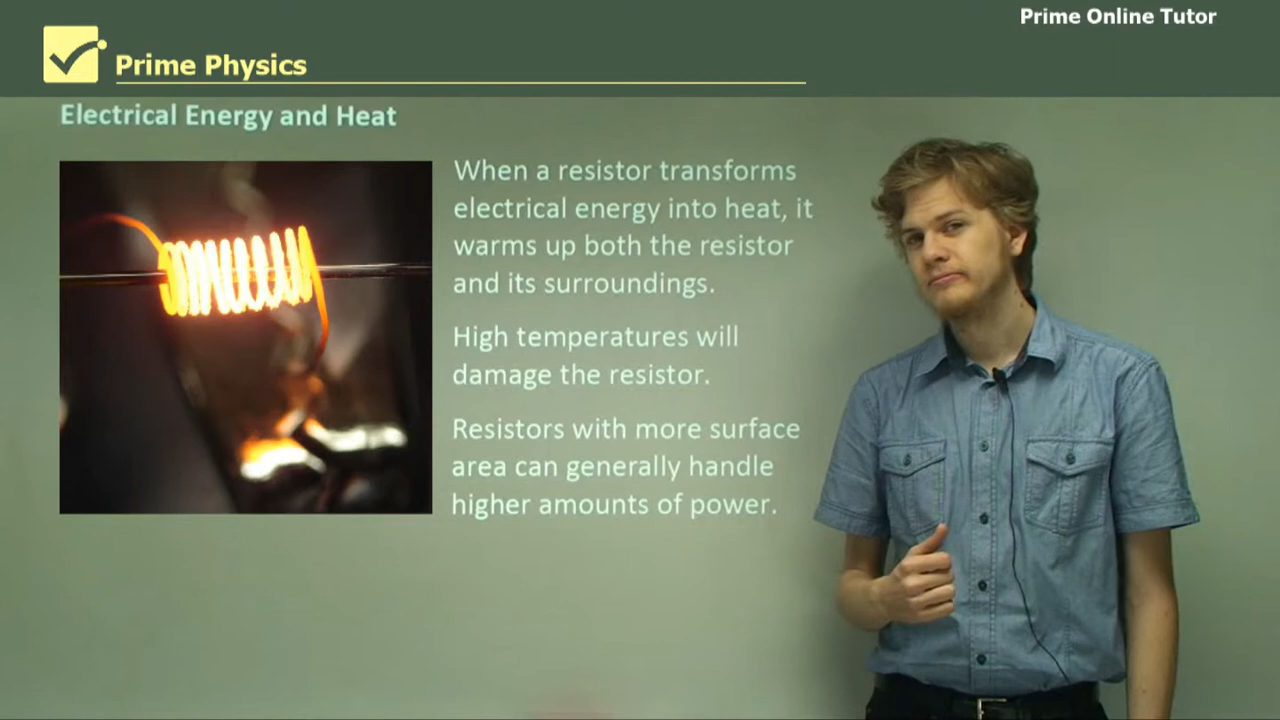 Prime Online Tutor
Prime Physics
Electrical Energy and Heat
When a resistor transforms
electrical energy into heat, it
warms up both the resistor
and its surroundings.
High temperatures will
damage the resistor.
Resistors with more surface
area can generally handle
higher amounts of power.